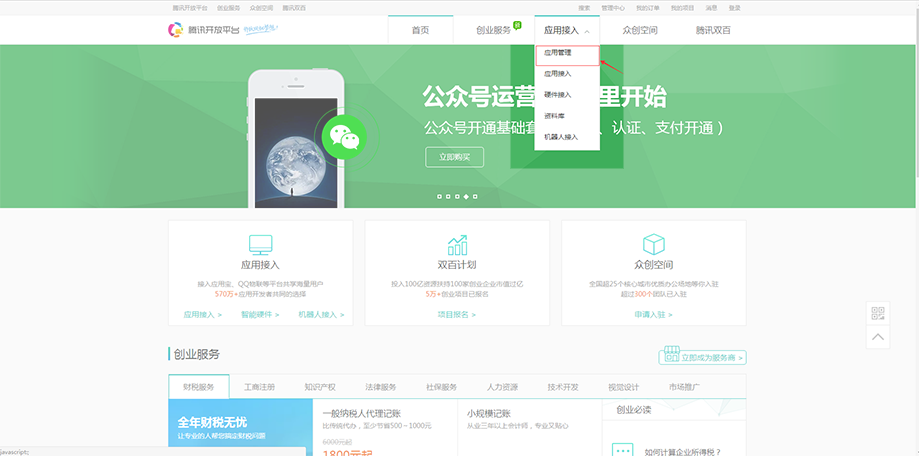 腾讯开放平台 创业服务 众创空间 腾讯双百
搜索 管理中心 我的订单 我的项目 消息 登录
腾讯开放平台
首页 创业服务 应用接入 众创空间 腾讯双百
应用管理
应用接入
硬件接入
资料库
机器人接入
公众号运营 里开始
公众号开通基础套 、认证、支付开通）
立即购买
应用接入
接入应用宝、QQ物联等平台共享海量用户
570万+应用开发者共同的选择
应用接入 > 智能硬件 > 机器人接入 >
双百计划
投入100亿资源扶持100家创业企业市值过亿
5万+创业项目已报名
项目报名 >
众创空间
全国超25个核心城市优质办公场地等你入驻
超过300个团队已入驻
申请入驻 >
创业服务
立即成为服务商 >
财税服务 工商注册 知识产权 法律服务 社保服务 人力资源 技术开发 视觉设计 市场推广
全年财税无忧
让专业的人帮您搞定财税问题
一般纳税人代理记账
比传统代办，至少节省500～1000元
6000元起
1800元起
小规模记账
从业三年以上会计师，专业又贴心
创业必读
如何计算企业所得税？
javascript:;